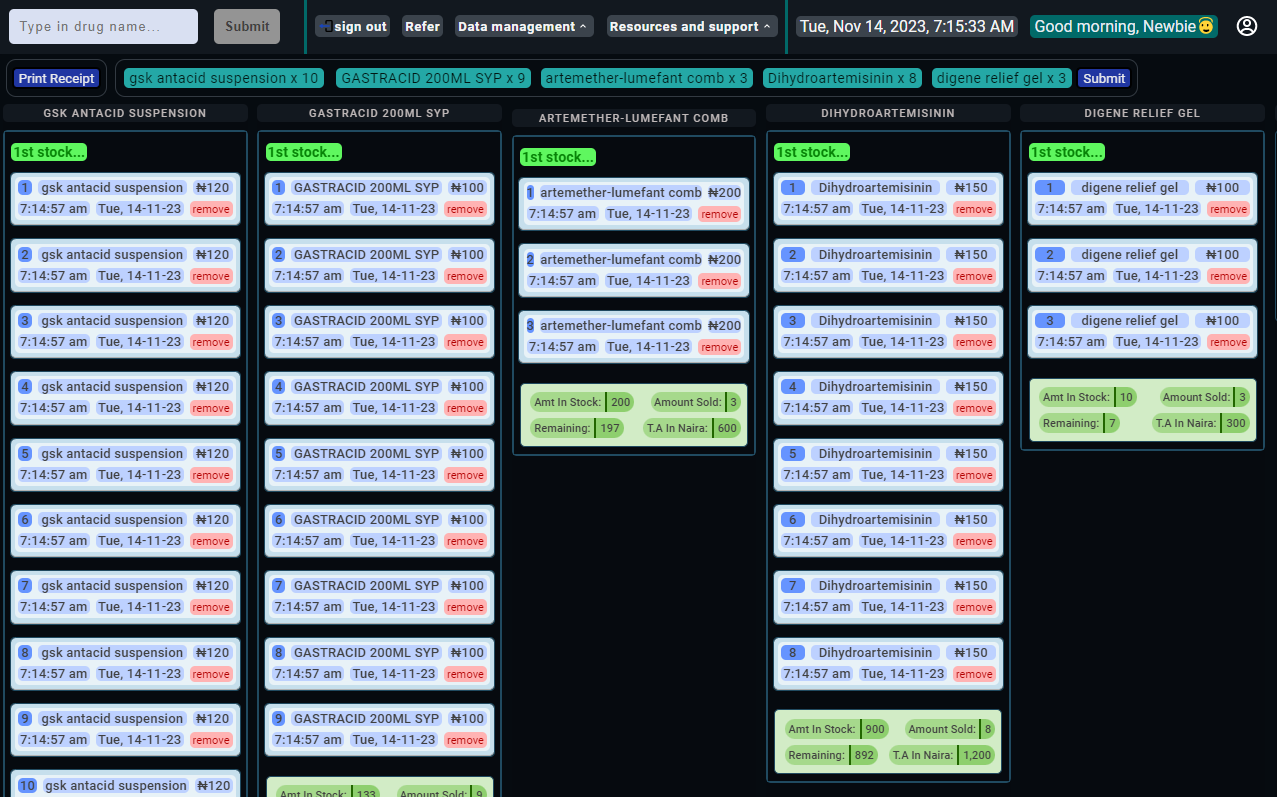 Type in drug name...
Submit
sign out
Refer
Data management ^
Resources and support ^
Tue, Nov 14, 2023, 7:15:33 AM
Good morning, Newbie😇
Print Receipt
gsk antacid suspension x 10
GASTRACID 200ML SYP x 9
artemether-lumefant comb x 3
Dihydroartemisinin x 8
digene relief gel x 3
Submit
GSK ANTACID SUSPENSION
1st stock...
1 gsk antacid suspension ₦120
7:14:57 am Tue, 14-11-23 remove
2 gsk antacid suspension ₦120
7:14:57 am Tue, 14-11-23 remove
3 gsk antacid suspension ₦120
7:14:57 am Tue, 14-11-23 remove
4 gsk antacid suspension ₦120
7:14:57 am Tue, 14-11-23 remove
5 gsk antacid suspension ₦120
7:14:57 am Tue, 14-11-23 remove
6 gsk antacid suspension ₦120
7:14:57 am Tue, 14-11-23 remove
7 gsk antacid suspension ₦120
7:14:57 am Tue, 14-11-23 remove
8 gsk antacid suspension ₦120
7:14:57 am Tue, 14-11-23 remove
9 gsk antacid suspension ₦120
7:14:57 am Tue, 14-11-23 remove
10 gsk antacid suspension ₦120
GASTRACID 200ML SYP
1st stock...
1 GASTRACID 200ML SYP ₦100
7:14:57 am Tue, 14-11-23 remove
2 GASTRACID 200ML SYP ₦100
7:14:57 am Tue, 14-11-23 remove
3 GASTRACID 200ML SYP ₦100
7:14:57 am Tue, 14-11-23 remove
4 GASTRACID 200ML SYP ₦100
7:14:57 am Tue, 14-11-23 remove
5 GASTRACID 200ML SYP ₦100
7:14:57 am Tue, 14-11-23 remove
6 GASTRACID 200ML SYP ₦100
7:14:57 am Tue, 14-11-23 remove
7 GASTRACID 200ML SYP ₦100
7:14:57 am Tue, 14-11-23 remove
8 GASTRACID 200ML SYP ₦100
7:14:57 am Tue, 14-11-23 remove
9 GASTRACID 200ML SYP ₦100
7:14:57 am Tue, 14-11-23 remove
Amt In Stock: 133 Amount Sold: 9
ARTEMETHER-LUMEFANT COMB
1st stock...
1 artemether-lumefant comb ₦200
7:14:57 am Tue, 14-11-23 remove
2 artemether-lumefant comb ₦200
7:14:57 am Tue, 14-11-23 remove
3 artemether-lumefant comb ₦200
7:14:57 am Tue, 14-11-23 remove
Amt In Stock: 200 Amount Sold: 3
Remaining: 197 T.A In Naira: 600
DIHYDROARTEMISININ
1st stock...
1 Dihydroartemisinin ₦150
7:14:57 am Tue, 14-11-23 remove
2 Dihydroartemisinin ₦150
7:14:57 am Tue, 14-11-23 remove
3 Dihydroartemisinin ₦150
7:14:57 am Tue, 14-11-23 remove
4 Dihydroartemisinin ₦150
7:14:57 am Tue, 14-11-23 remove
5 Dihydroartemisinin ₦150
7:14:57 am Tue, 14-11-23 remove
6 Dihydroartemisinin ₦150
7:14:57 am Tue, 14-11-23 remove
7 Dihydroartemisinin ₦150
7:14:57 am Tue, 14-11-23 remove
8 Dihydroartemisinin ₦150
7:14:57 am Tue, 14-11-23 remove
Amt In Stock: 900 Amount Sold: 8
Remaining: 892 T.A In Naira: 1,200
DIGENE RELIEF GEL
1st stock...
1 digene relief gel ₦100
7:14:57 am Tue, 14-11-23 remove
2 digene relief gel ₦100
7:14:57 am Tue, 14-11-23 remove
3 digene relief gel ₦100
7:14:57 am Tue, 14-11-23 remove
Amt In Stock: 10 Amount Sold: 3
Remaining: 7 T.A In Naira: 300